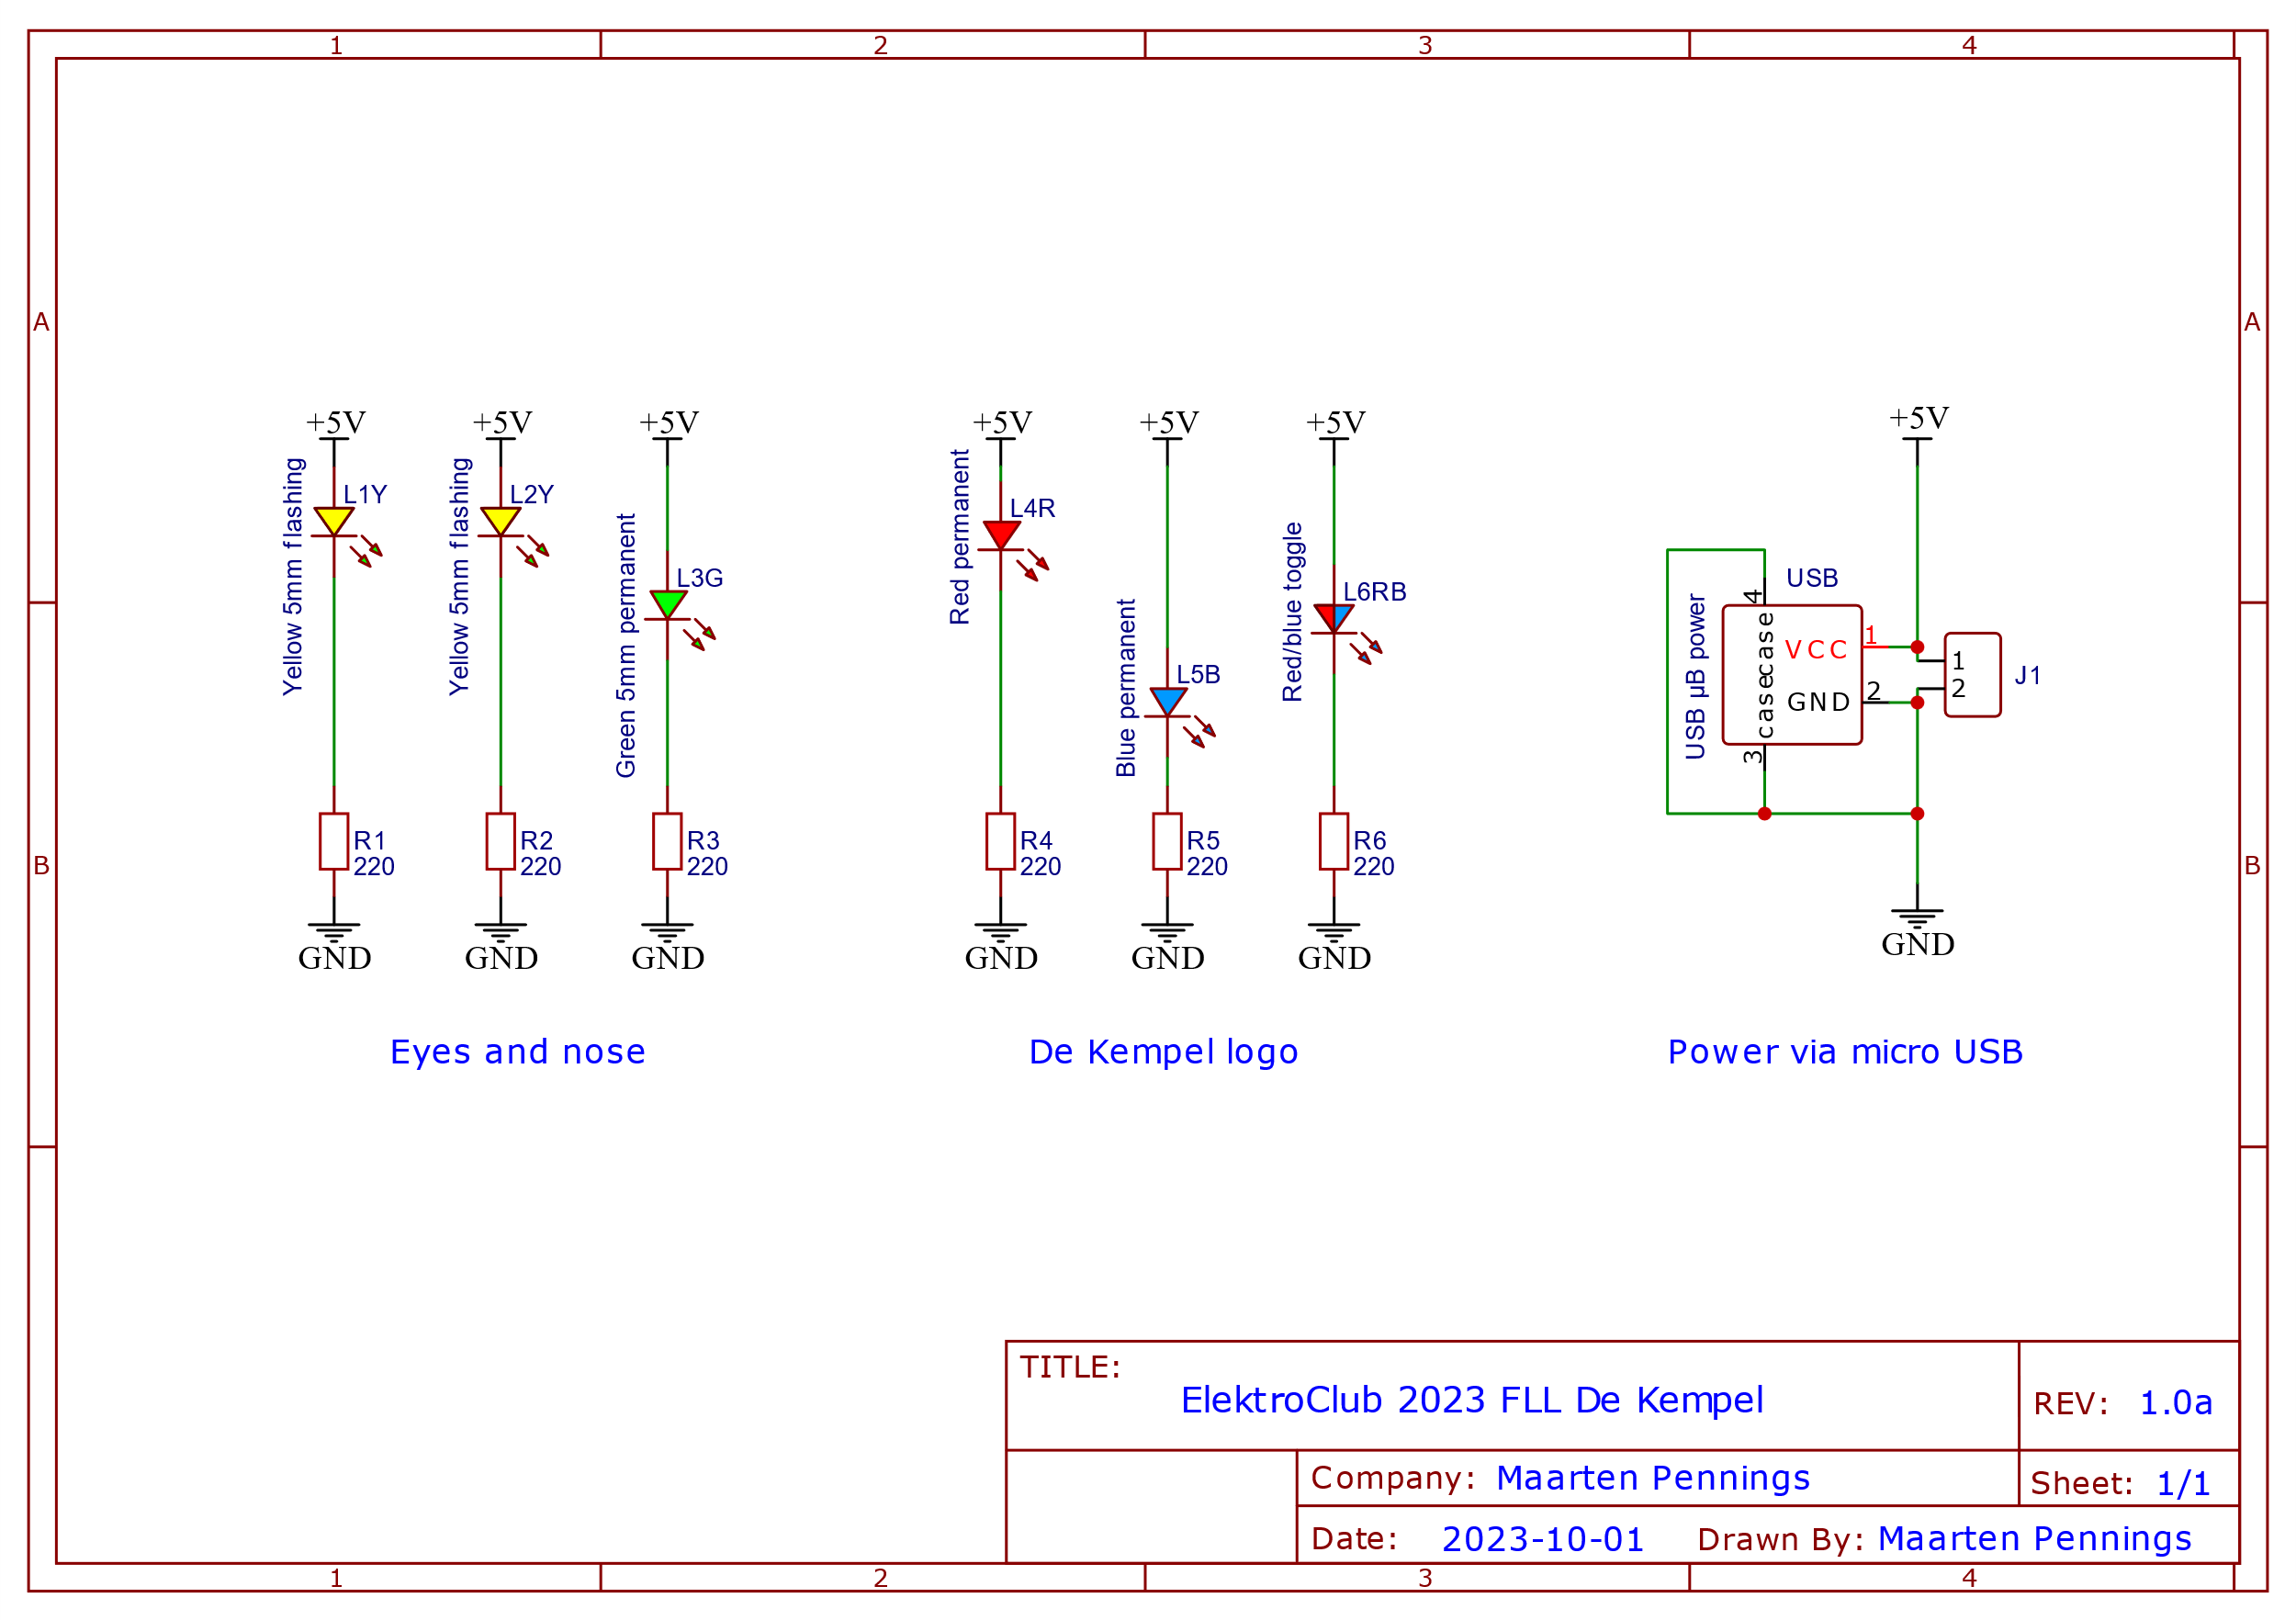 1 2 3 4
A A
B B
+5V
Yellow 5mm flashing
L1Y
R1
220
GND
+5V
Yellow 5mm flashing
L2Y
R2
220
GND
+5V
Green 5mm permanent
L3G
R3
220
GND
Eyes and nose
+5V
Red permanent
L4R
R4
220
GND
+5V
Blue permanent
L5B
R5
220
GND
+5V
Red/blue toggle
L6RB
R6
220
GND
De Kempel logo
+5V
USB
USB µB power
4
case
case
3
VCC
1
GND
2
1
2
J1
GND
Power via micro USB
TITLE:
ElektroClub 2023 FLL De Kempel
REV: 1.0a
Company: Maarten Pennings
Sheet: 1/1
Date: 2023-10-01 Drawn By: Maarten Pennings
1 2 3 4